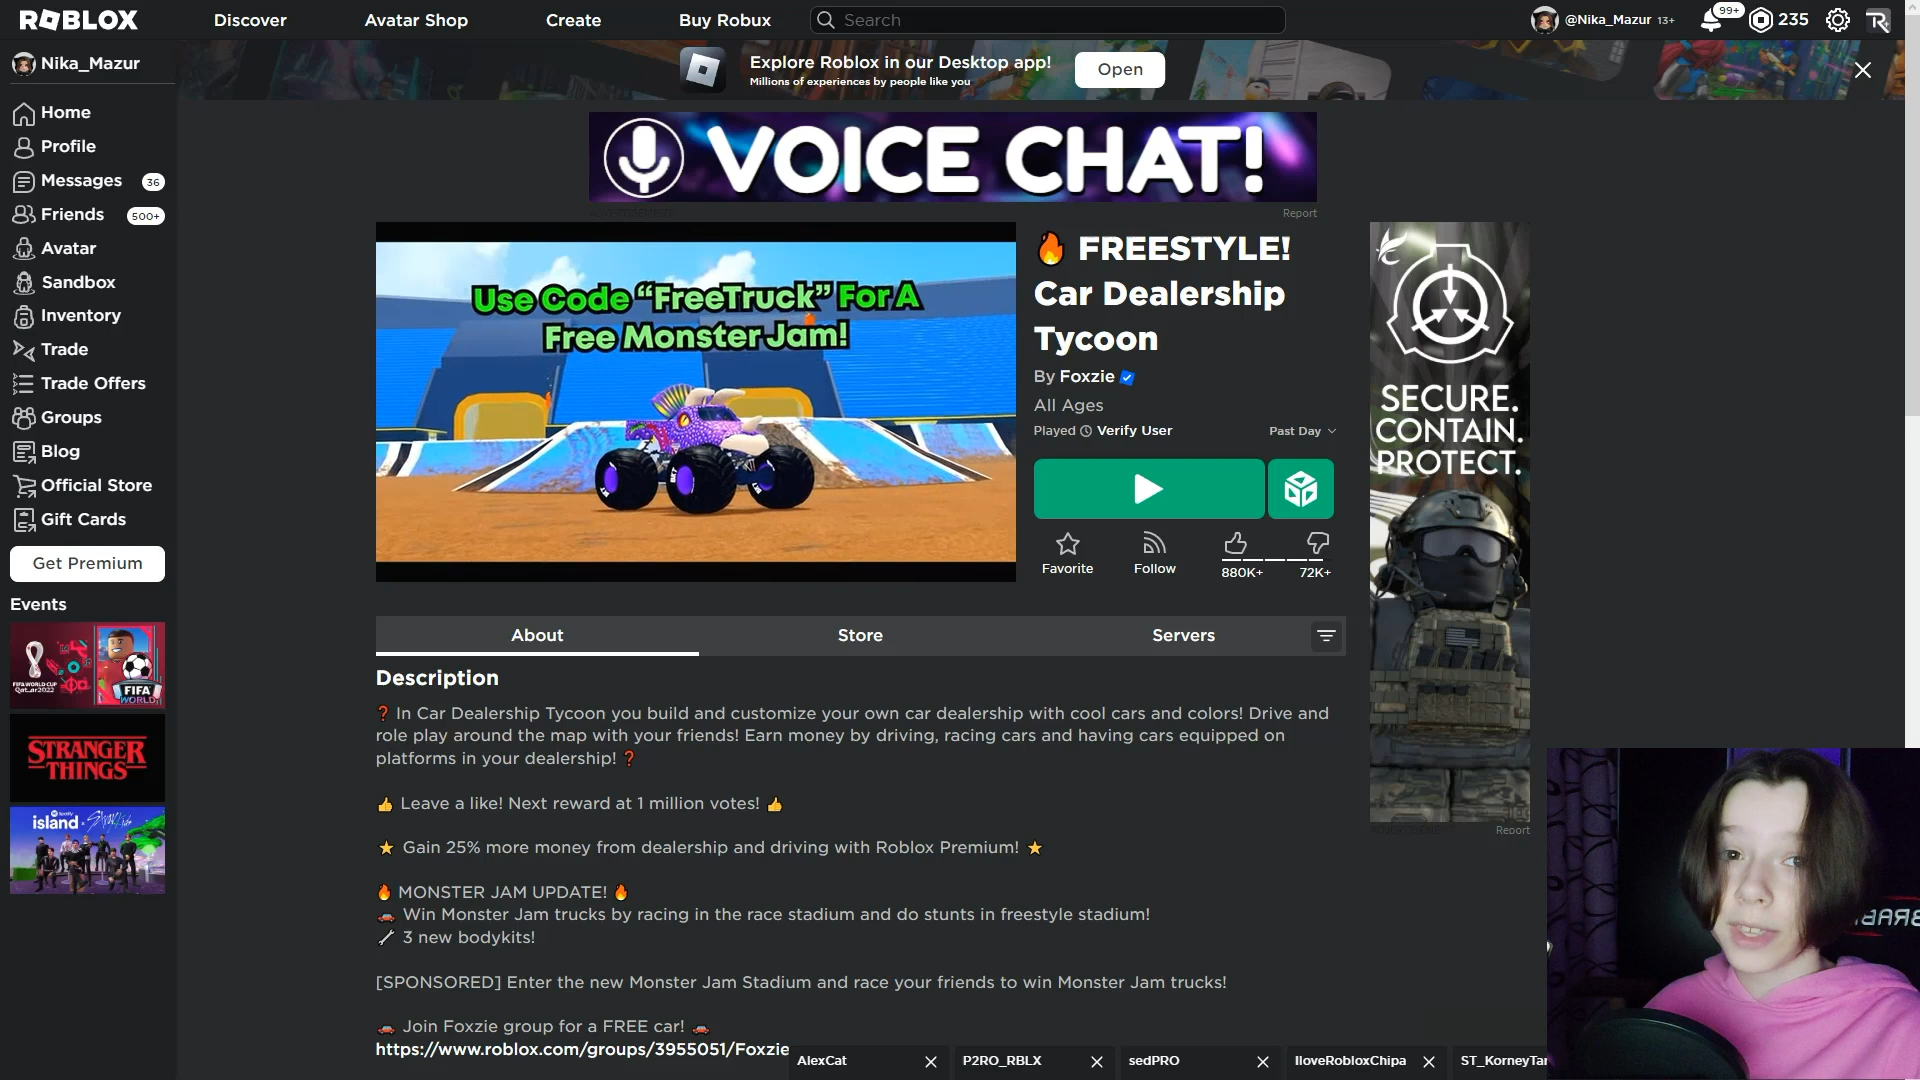 ROBLOX
Discover
Avatar Shop
Create
Buy Robux
Search
@Nika_Mazur 13+
99+
235
Nika_Mazur
Explore Roblox in our Desktop app!
Millions of experiences by people like you
Open
Home
Profile
Messages 36
Friends 500+
Avatar
Sandbox
Inventory
Trade
Trade Offers
Groups
Blog
Official Store
Gift Cards
Get Premium
Events
FIFA WORLD CUP
Qatar2022
FIFA
WORLD
STRANGER
THINGS
island
VOICE CHAT!
ADVERTISEMENT
Report
Use Code “FreeTruck” For A
Free Monster Jam!
🔥 FREESTYLE!
Car Dealership
Tycoon
By Foxzie
All Ages
Played Verify User
Past Day
Favorite
Follow
880K+
72K+
SECURE.
CONTAIN.
PROTECT.
Report
About
Store
Servers
Description
❓ In Car Dealership Tycoon you build and customize your own car dealership with cool cars and colors! Drive and
role play around the map with your friends! Earn money by driving, racing cars and having cars equipped on
platforms in your dealership! ❓
👍 Leave a like! Next reward at 1 million votes! 👍
⭐ Gain 25% more money from dealership and driving with Roblox Premium! ⭐
🔥 MONSTER JAM UPDATE! 🔥
🚗 Win Monster Jam trucks by racing in the race stadium and do stunts in freestyle stadium!
🔧 3 new bodykits!
[SPONSORED] Enter the new Monster Jam Stadium and race your friends to win Monster Jam trucks!
🚗 Join Foxzie group for a FREE car! 🚗
https://www.roblox.com/groups/3955051/Foxzie
AlexCat
P2RO_RBLX
sedPRO
IloveRobloxChipa
ST_KorneyTar